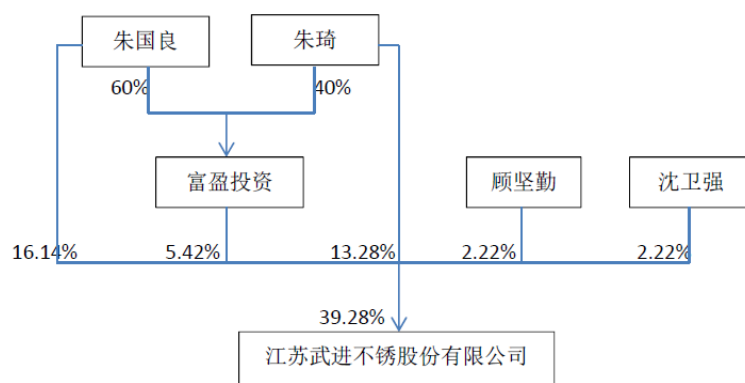 朱国良
朱琦
60%
40%
富盈投资
顾坚勤
沈卫强
16.14%
5.42%
13.28%
2.22%
2.22%
39.28%
江苏武进不锈股份有限公司